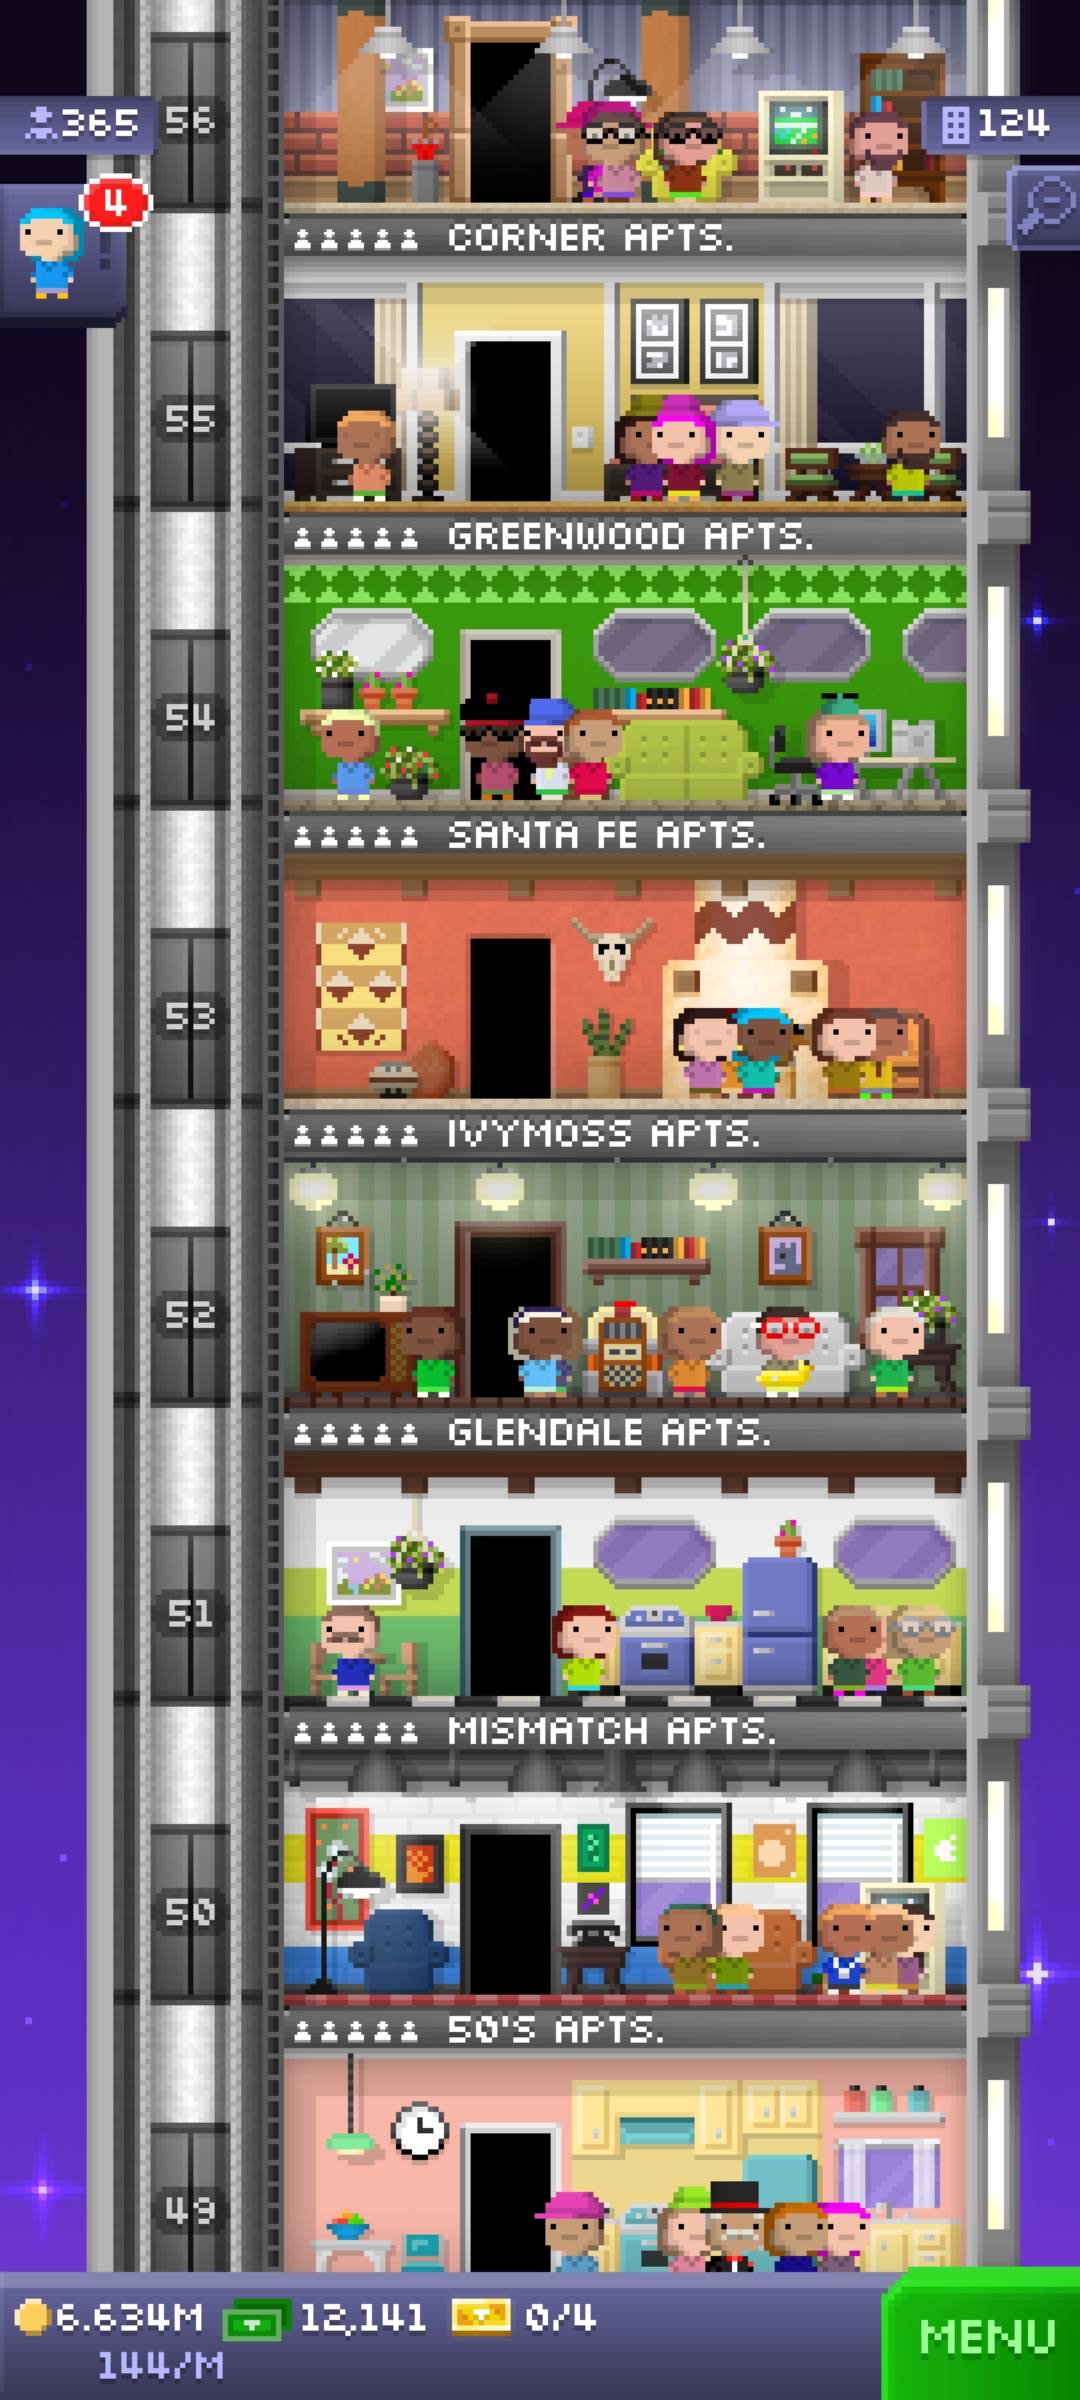 365
56
124
4
CORNER APTS.
55
GREENWOOD APTS.
54
SANTA FE APTS.
53
IVYMOSS APTS.
52
GLENDALE APTS.
51
MISMATCH APTS.
50
50'S APTS.
49
6.634M 12,141 0/4
144/M
MENU